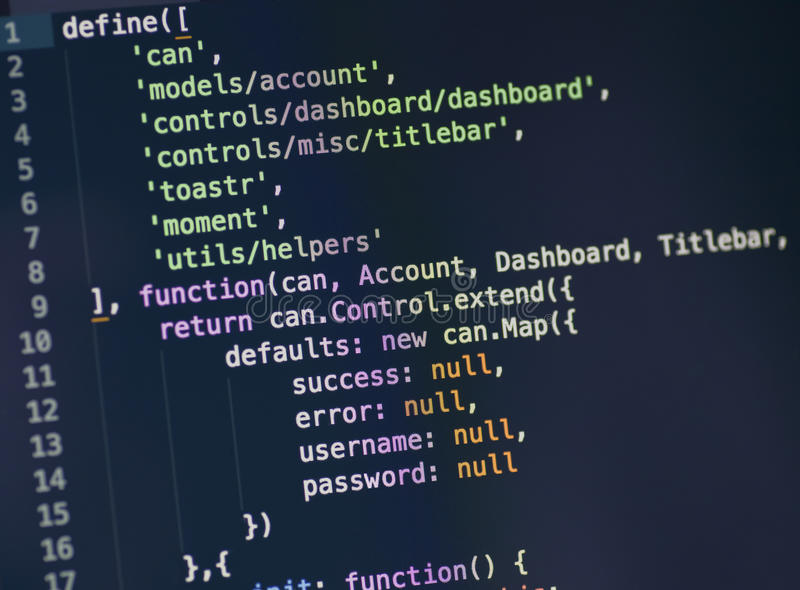 1 define([
2 'can',
3 'models/account',
4 'controls/dashboard/dashboard',
5 'controls/misc/titlebar',
6 'toastr',
7 'moment',
8 'utils/helpers'
9 ], function(can, Account, Dashboard, Titlebar,
10 return can.Control.extend({
11 defaults: new can.Map({
12 success: null,
13 error: null,
14 username: null,
15 password: null
16 })
17 },{
init: function() {
dreamstime